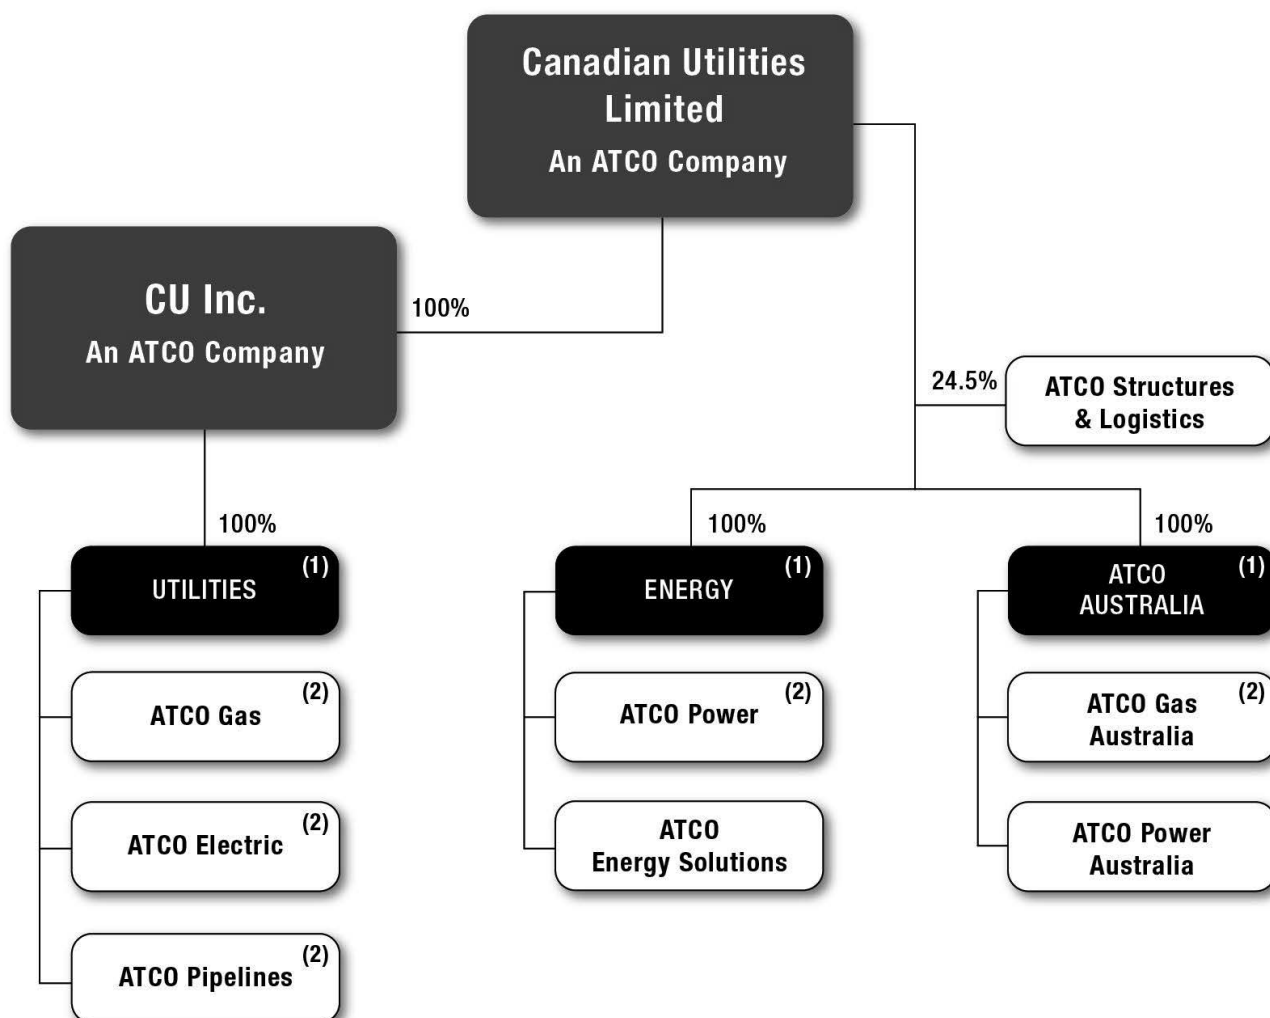 Canadian Utilities
Limited
An ATCO Company
CU Inc.
An ATCO Company
100%
24.5%
ATCO Structures
& Logistics
100%
100%
100%
UTILITIES (1)
ENERGY (1)
ATCO (1)
AUSTRALIA
ATCO Gas (2)
ATCO Power (2)
ATCO Gas (2)
Australia
ATCO Electric (2)
ATCO
Energy Solutions
ATCO Power
Australia
ATCO Pipelines (2)